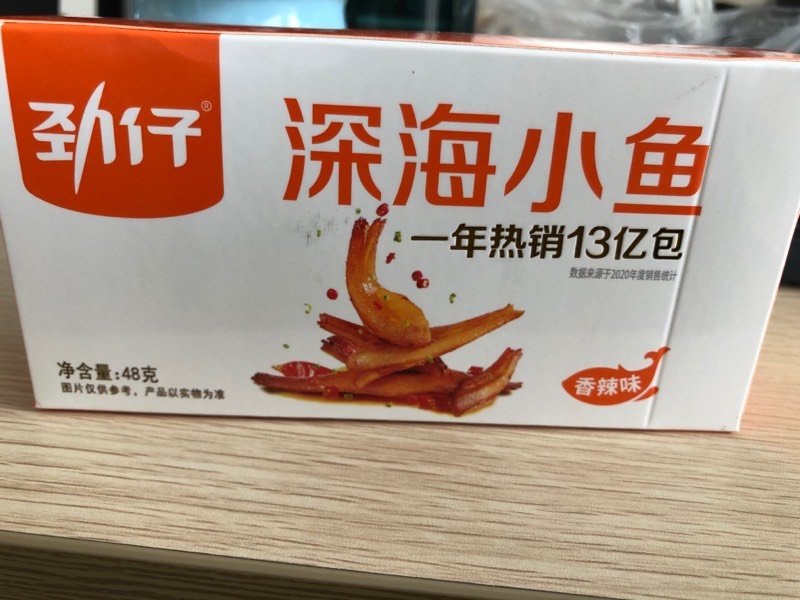 劲仔®
深海小鱼
一年热销13亿包
数据来源于2020年度销售统计
净含量:48克
图片仅供参考，产品以实物为准
香辣味